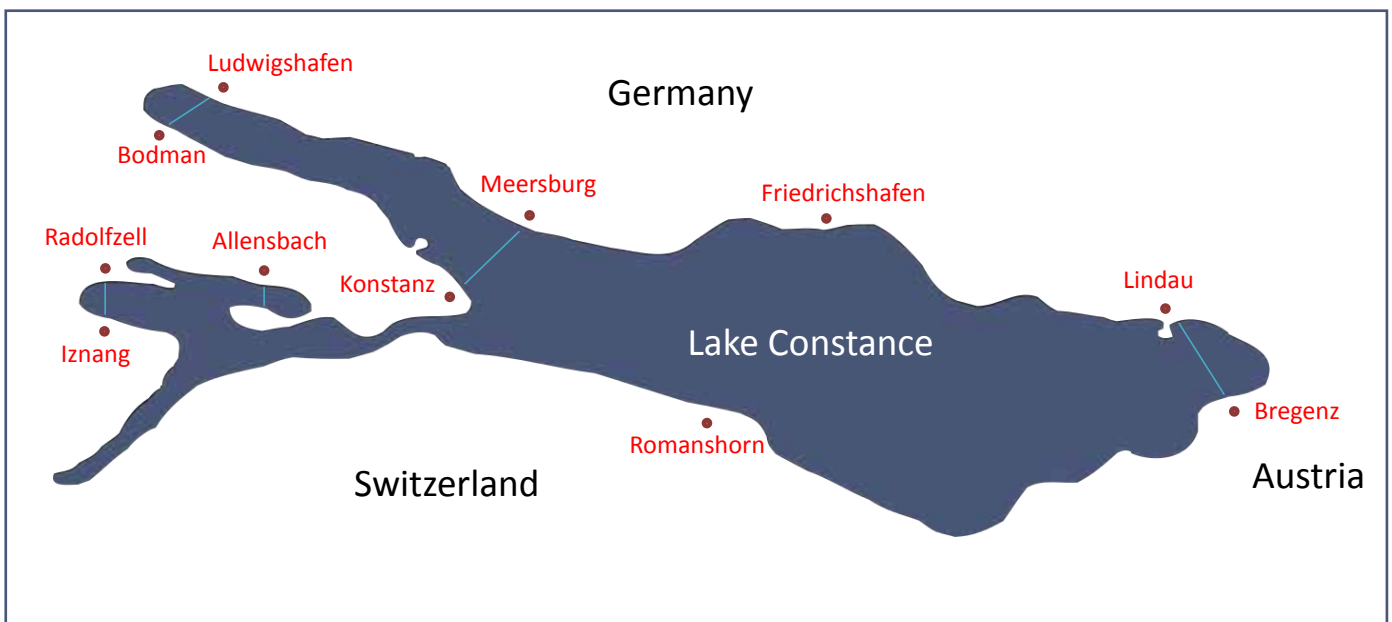 Ludwigshafen
Germany
Bodman
Meersburg
Friedrichshafen
Radolfzell
Allensbach
Konstanz
Lindau
Iznang
Lake Constance
Bregenz
Romanshorn
Switzerland
Austria